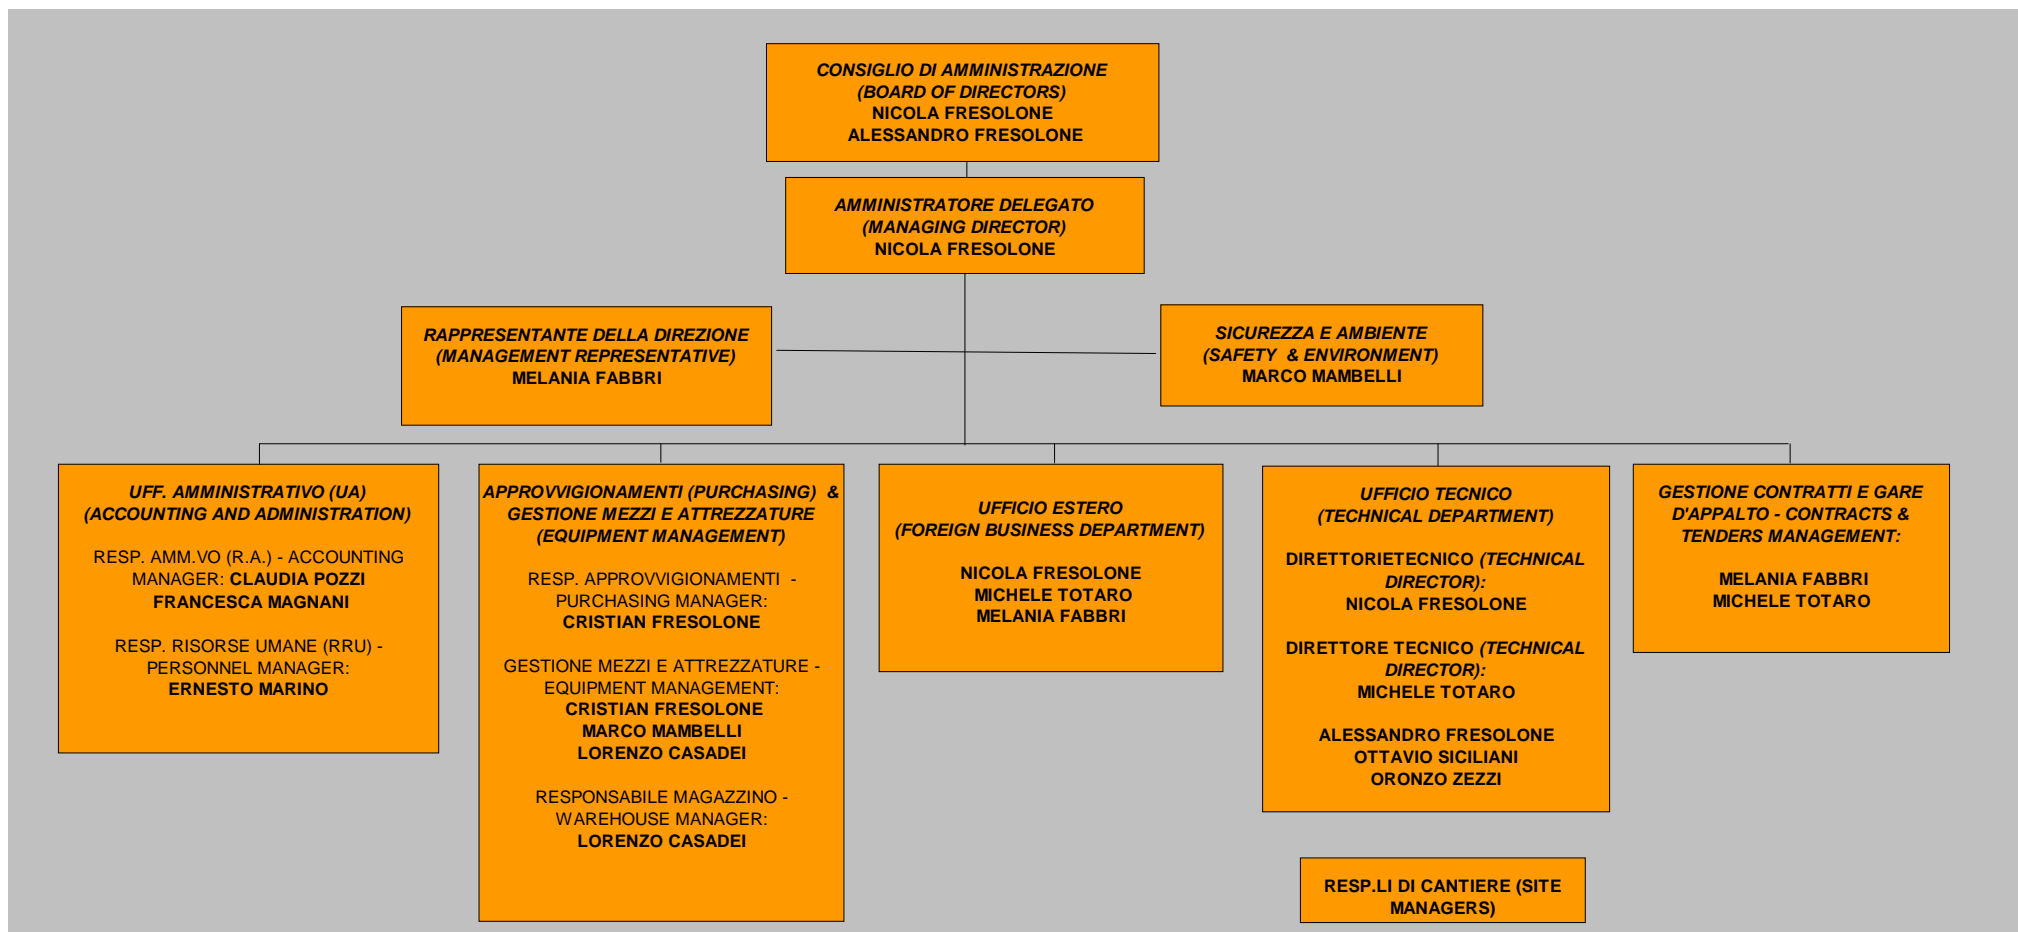 CONSIGLIO DI AMMINISTRAZIONE
(BOARD OF DIRECTORS)
NICOLA FRESOLONE
ALESSANDRO FRESOLONE
AMMINISTRATORE DELEGATO
(MANAGING DIRECTOR)
NICOLA FRESOLONE
RAPPRESENTANTE DELLA DIREZIONE
(MANAGEMENT REPRESENTATIVE)
MELANIA FABBRI
SICUREZZA E AMBIENTE
(SAFETY & ENVIRONMENT)
MARCO MAMBELLI
UFF. AMMINISTRATIVO (UA)
(ACCOUNTING AND ADMINISTRATION)
RESP. AMM.VO (R.A.) - ACCOUNTING
MANAGER: CLAUDIA POZZI
FRANCESCA MAGNANI
RESP. RISORSE UMANE (RRU) -
PERSONNEL MANAGER:
ERNESTO MARINO
APPROVVIGIONAMENTI (PURCHASING) &
GESTIONE MEZZI E ATTREZZATURE
(EQUIPMENT MANAGEMENT)
RESP. APPROVVIGIONAMENTI -
PURCHASING MANAGER:
CRISTIAN FRESOLONE
GESTIONE MEZZI E ATTREZZATURE -
EQUIPMENT MANAGEMENT:
CRISTIAN FRESOLONE
MARCO MAMBELLI
LORENZO CASADEI
RESPONSABILE MAGAZZINO -
WAREHOUSE MANAGER:
LORENZO CASADEI
UFFICIO ESTERO
(FOREIGN BUSINESS DEPARTMENT)
NICOLA FRESOLONE
MICHELE TOTARO
MELANIA FABBRI
UFFICIO TECNICO
(TECHNICAL DEPARTMENT)
DIRETTORIETECNICO (TECHNICAL
DIRECTOR):
NICOLA FRESOLONE
DIRETTORE TECNICO (TECHNICAL
DIRECTOR):
MICHELE TOTARO
ALESSANDRO FRESOLONE
OTTAVIO SICILIANI
ORONZO ZEZZI
GESTIONE CONTRATTI E GARE
D'APPALTO - CONTRACTS &
TENDERS MANAGEMENT:
MELANIA FABBRI
MICHELE TOTARO
RESP.LI DI CANTIERE (SITE
MANAGERS)